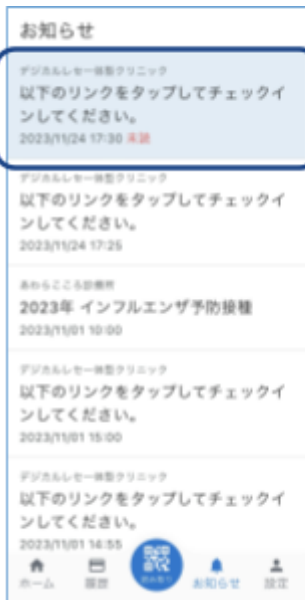 お知らせ
デジカルレセ一体型クリニック
以下のリンクをタップしてチェックイ
ンしてください。
2023/11/24 17:30 未読
デジカルレセ一体型クリニック
以下のリンクをタップしてチェックイ
ンしてください。
2023/11/24 17:25
2023年 インフルエンザ予防接種
2023/11/01 10:00
デジカルレセ一体型クリニック
以下のリンクをタップしてチェックイ
ンしてください。
2023/11/01 15:00
デジカルレセ一体型クリニック
以下のリンクをタップしてチェックイ
ンしてください。
2023/11/01 14:55
ホーム 履歴 お知らせ 設定